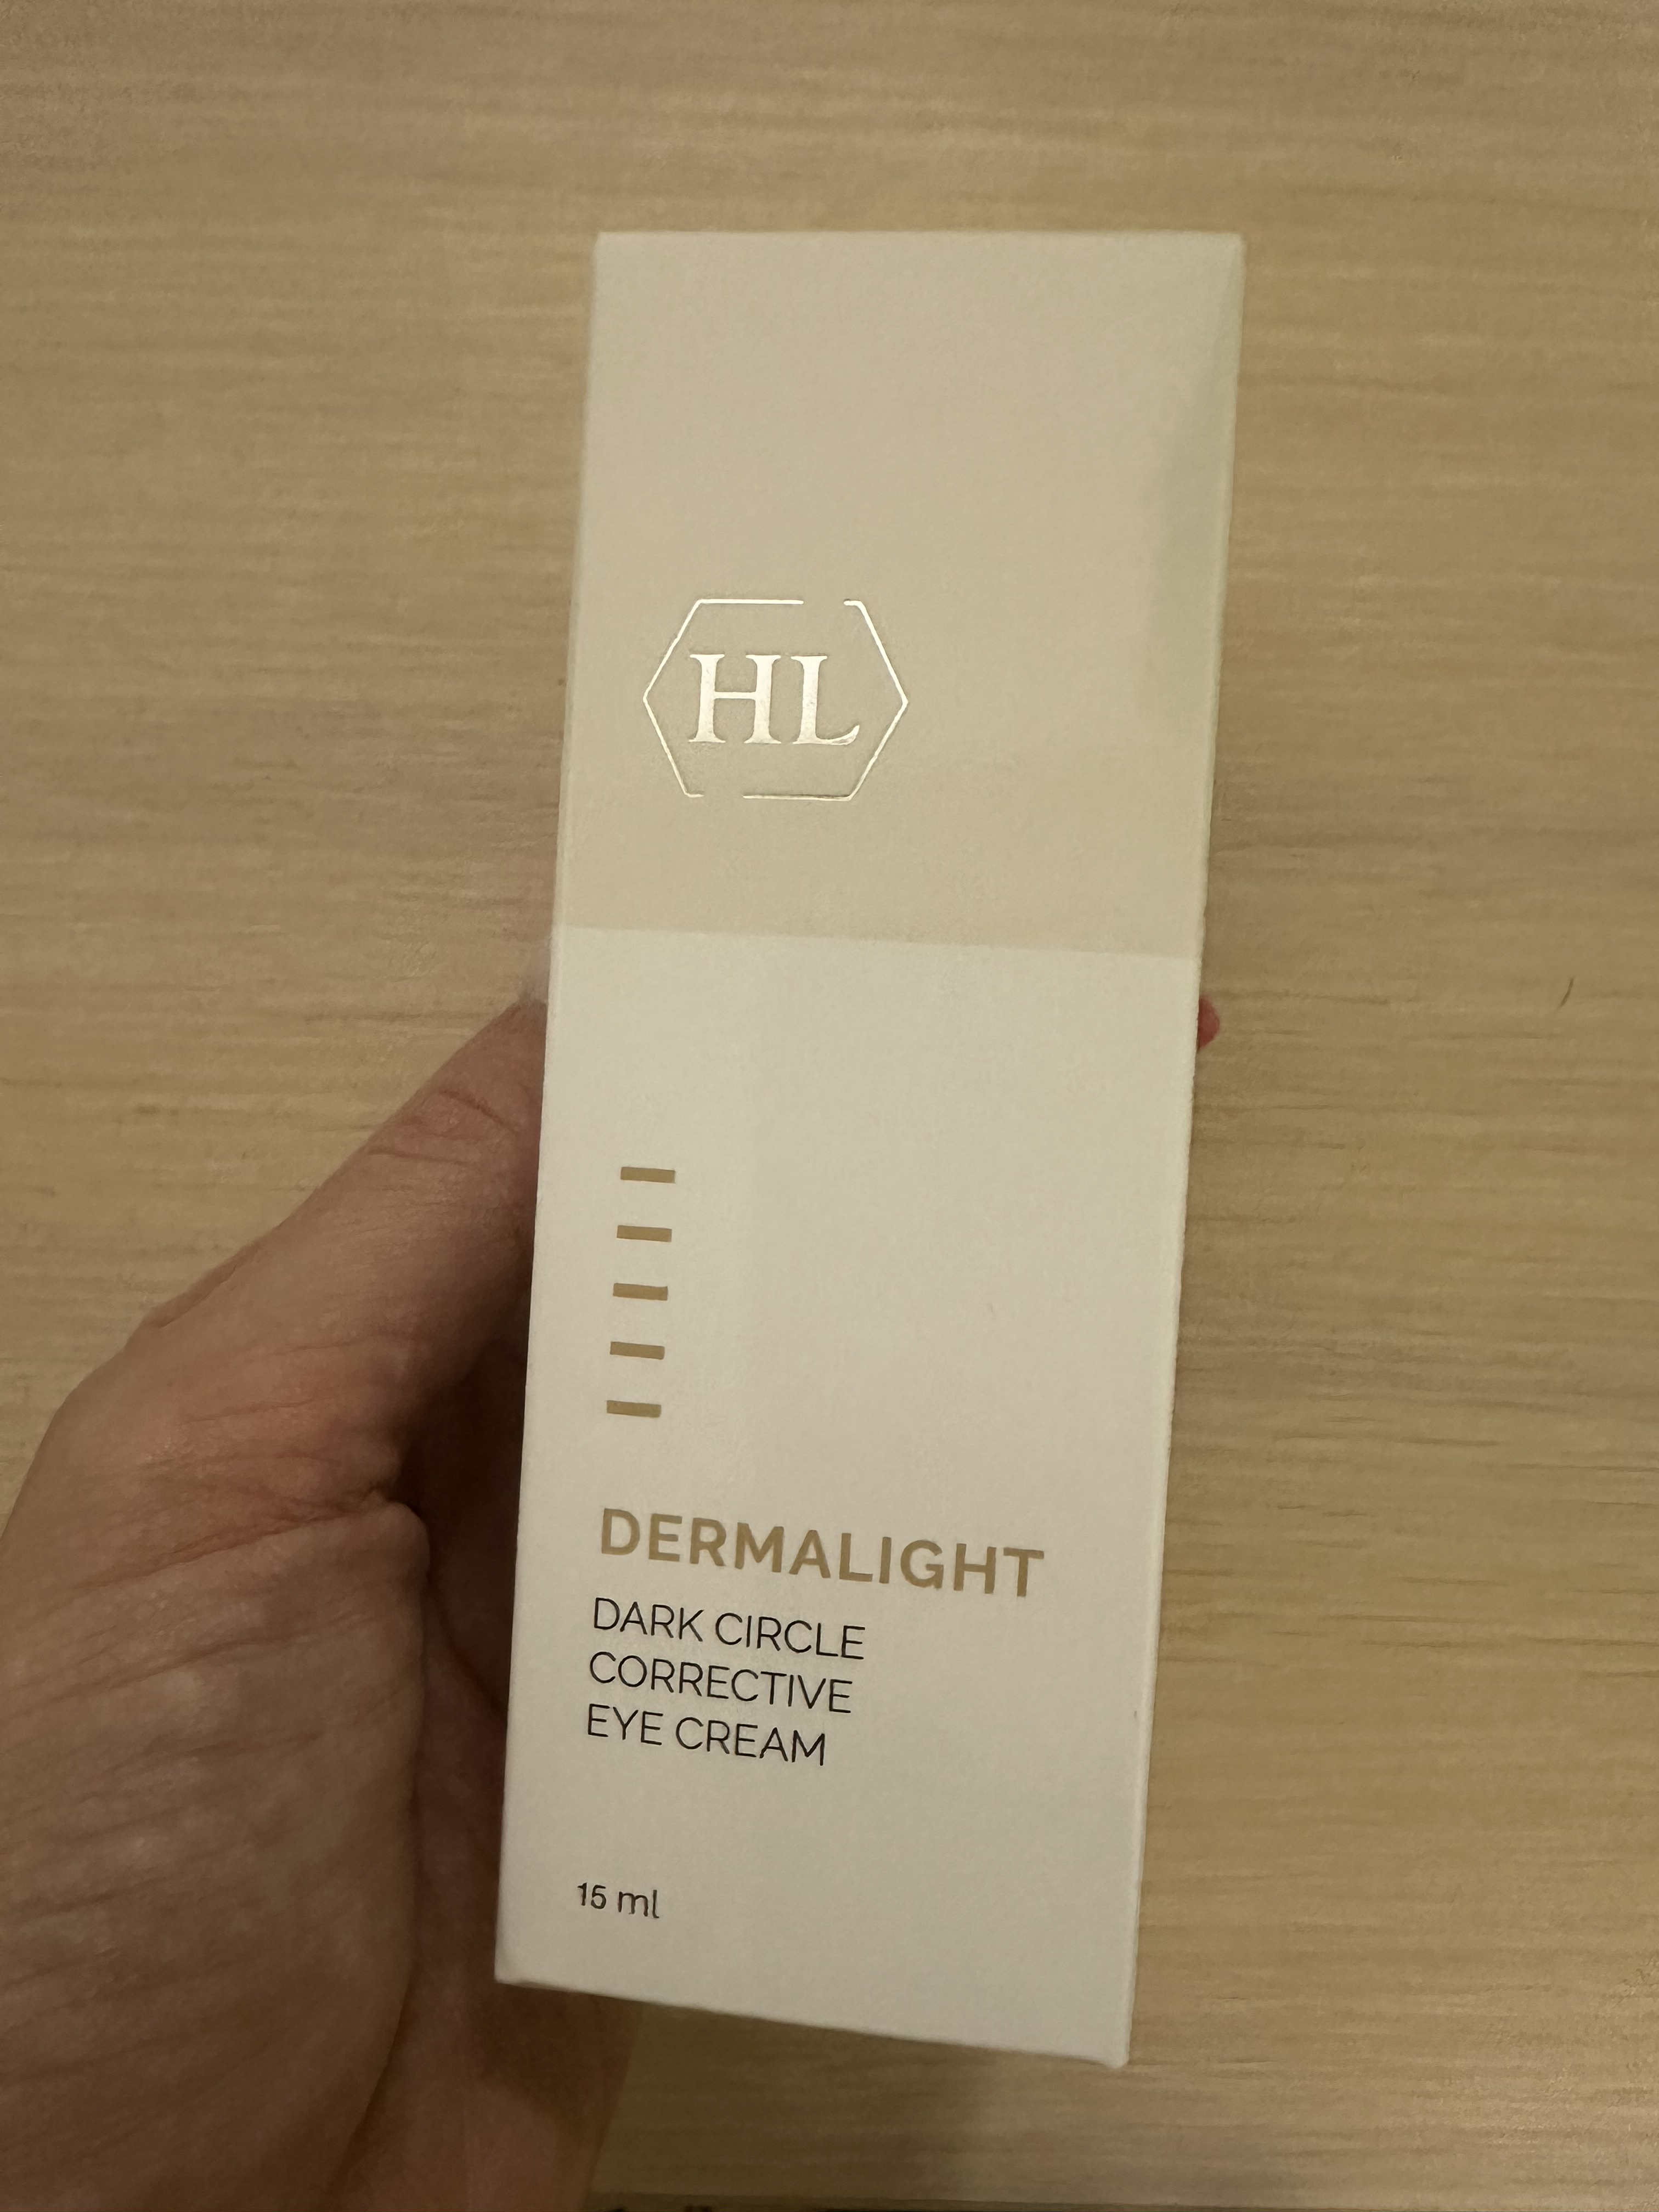 HL
DERMALIGHT
DARK CIRCLE
CORRECTIVE
EYE CREAM
15 ml